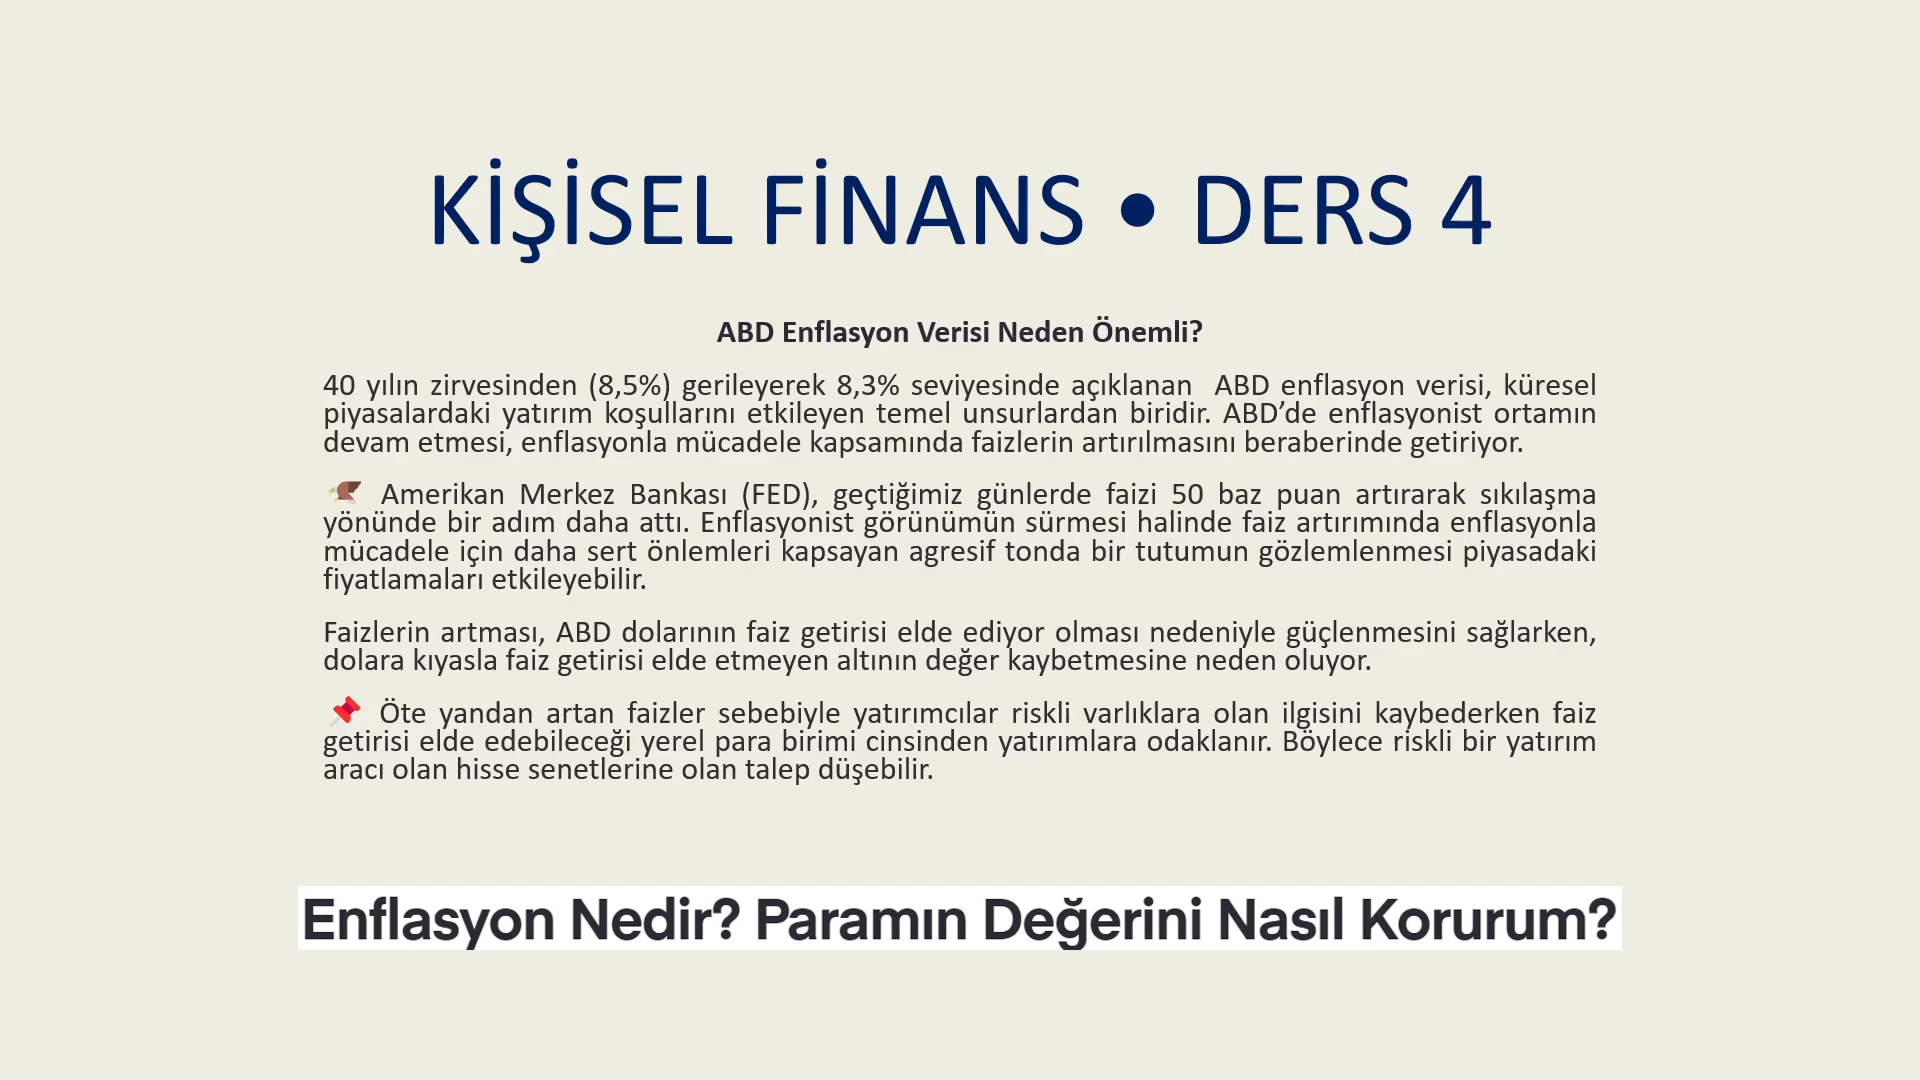 KİŞİSEL FİNANS • DERS 4
ABD Enflasyon Verisi Neden Önemli?
40 yılın zirvesinden (8,5%) gerileyerek 8,3% seviyesinde açıklanan ABD enflasyon verisi, küresel
piyasalardaki yatırım koşullarını etkileyen temel unsurlardan biridir. ABD’de enflasyonist ortamın
devam etmesi, enflasyonla mücadele kapsamında faizlerin artırılmasını beraberinde getiriyor.
🦅 Amerikan Merkez Bankası (FED), geçtiğimiz günlerde faizi 50 baz puan artırarak sıkılaşma
yönünde bir adım daha attı. Enflasyonist görünümün sürmesi halinde faiz artırımında enflasyonla
mücadele için daha sert önlemleri kapsayan agresif tonda bir tutumun gözlemlenmesi piyasadaki
fiyatlamaları etkileyebilir.
Faizlerin artması, ABD dolarının faiz getirisi elde ediyor olması nedeniyle güçlenmesini sağlarken,
dolara kıyasla faiz getirisi elde etmeyen altının değer kaybetmesine neden oluyor.
📌 Öte yandan artan faizler sebebiyle yatırımcılar riskli varlıklara olan ilgisini kaybederken faiz
getirisi elde edebileceği yerel para birimi cinsinden yatırımlara odaklanır. Böylece riskli bir yatırım
aracı olan hisse senetlerine olan talep düşebilir.
Enflasyon Nedir? Paramın Değerini Nasıl Korurum?